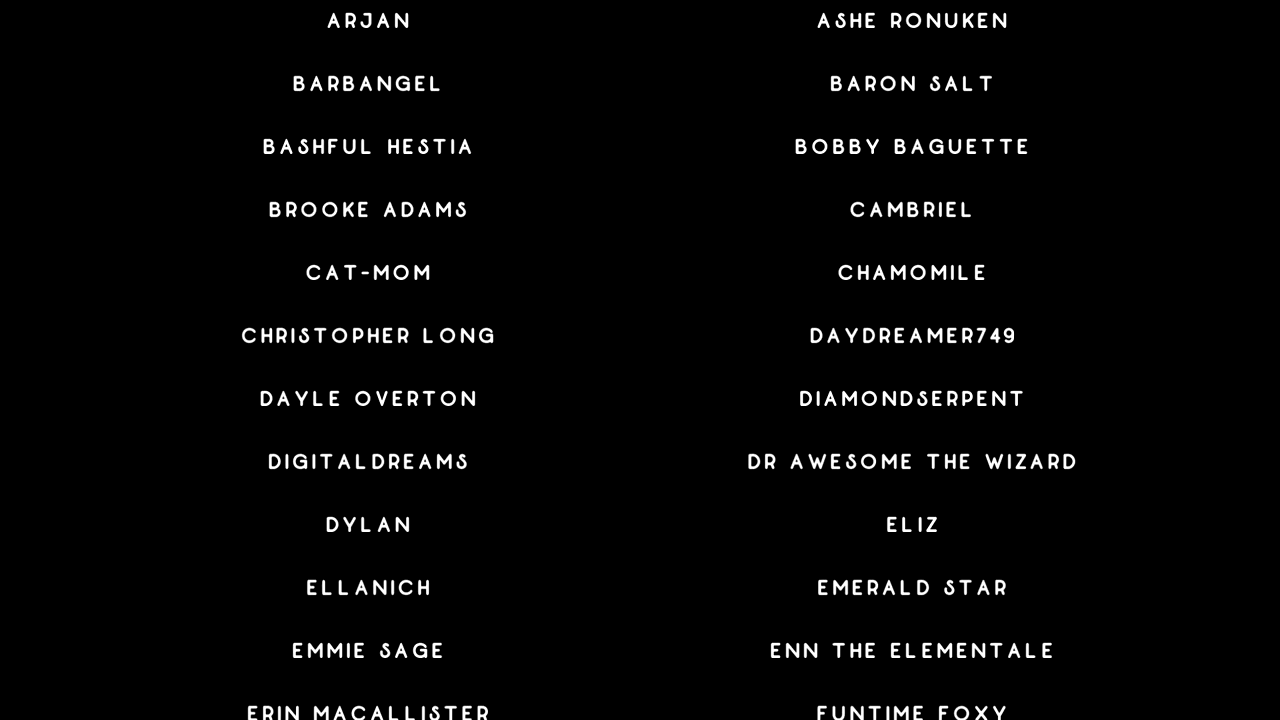 ARJAN ASHE RONUKEN
BARBANGEL BARON SALT
BASHFUL HESTIA BOBBY BAGUETTE
BROOKE ADAMS CAMBRIEL
CAT-MOM CHAMOMILE
CHRISTOPHER LONG DAYDREAMER749
DAYLE OVERTON DIAMONDSERPENT
DIGITALDREAMS DR AWESOME THE WIZARD
DYLAN ELIZ
ELLANICH EMERALD STAR
EMMIE SAGE ENN THE ELEMENTALE
ERIN MACALLISTER FUNTIME FOXY